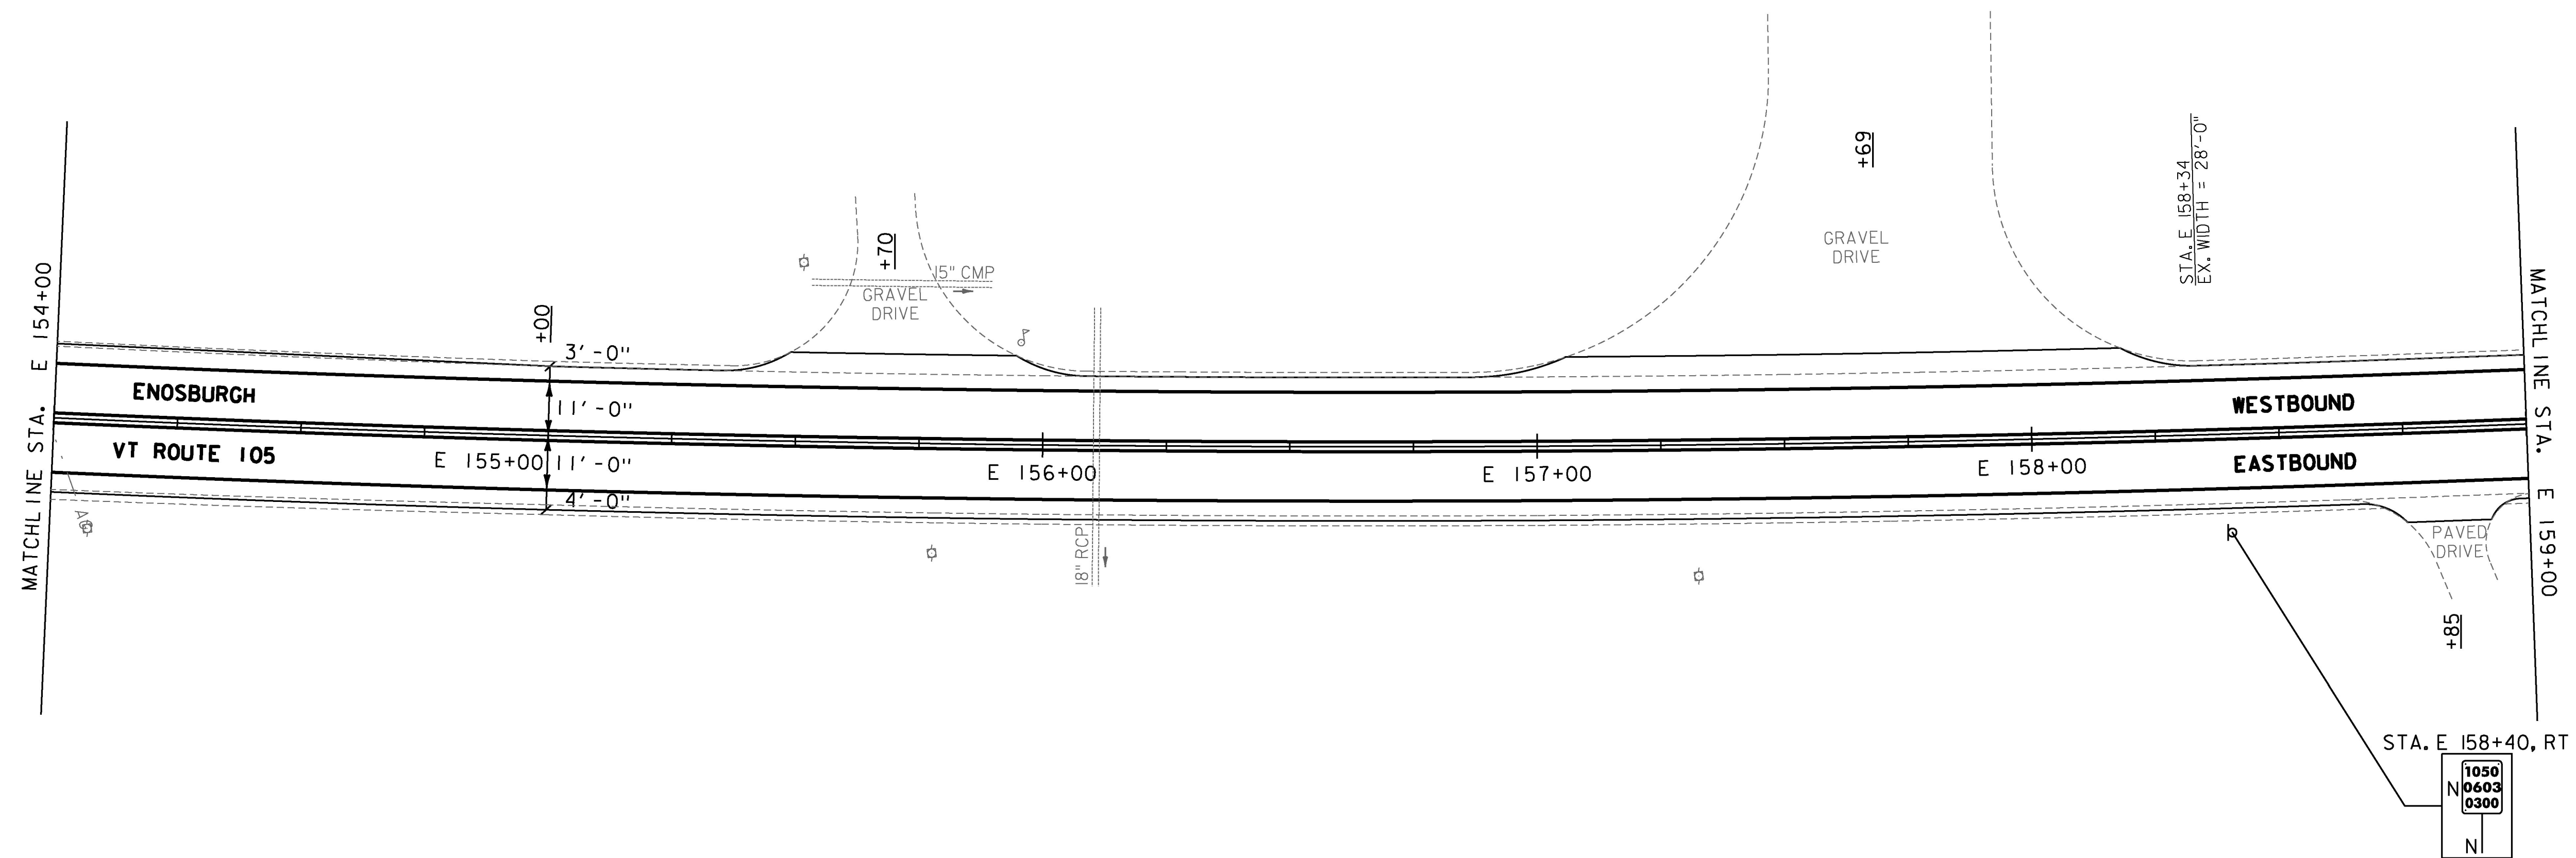 MATCHLINE STA. E 154+00
ENOSBURGH
VT ROUTE 105
+00
3'-0"
11'-0"
E 155+00
11'-0"
4'-0"
+70
15" CMP
GRAVEL
DRIVE
E 156+00
18" RCP
E 157+00
+69
GRAVEL
DRIVE
E 158+00
STA. E 158+34
EX. WIDTH = 28'-0"
WESTBOUND
EASTBOUND
PAVED
DRIVE
+85
MATCHLINE STA. E 159+00
STA. E 158+40, RT
1050
N 0603
0300
N